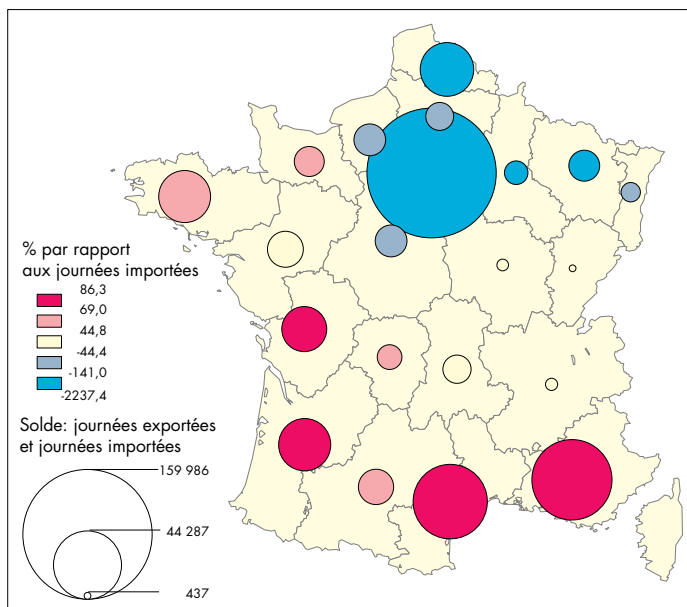 % par rapport
aux journées importées
86,3
69,0
44,8
-44,4
-141,0
-2237,4
Solde: journées exportées
et journées importées
159 986
44 287
437